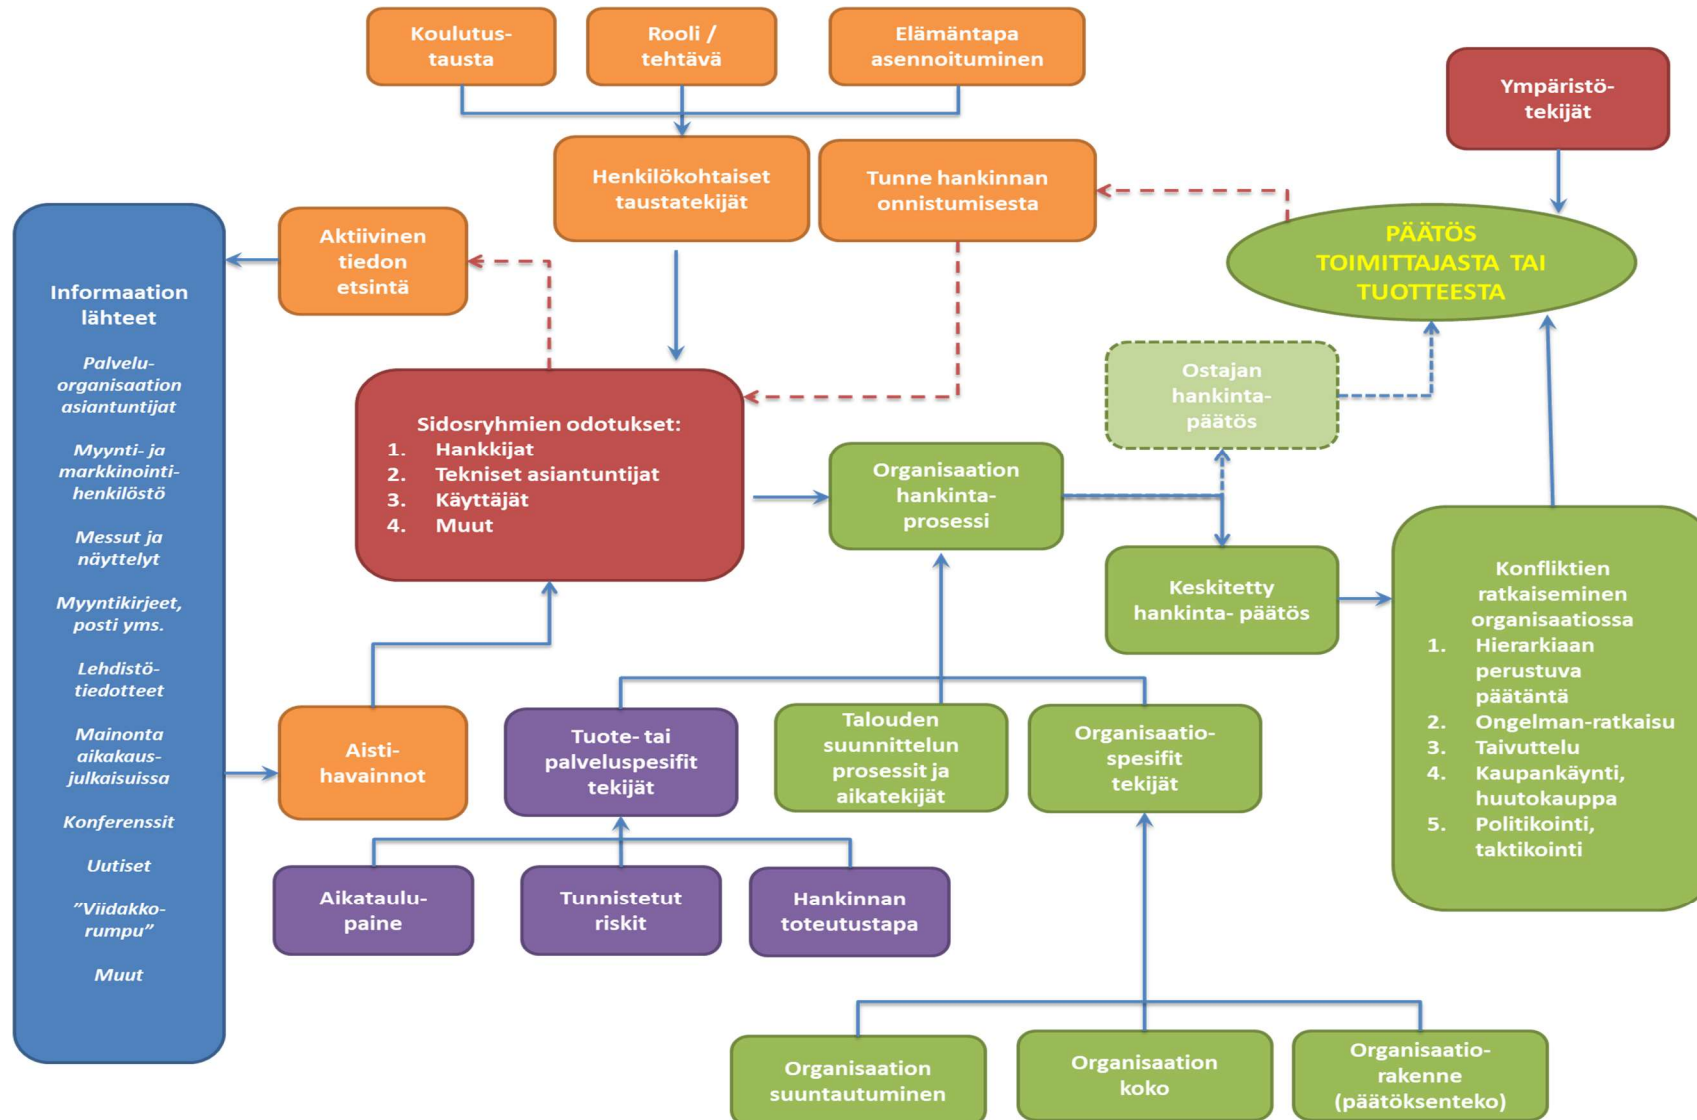 Koulutus-
tausta
Rooli /
tehtävä
Elämäntapa
asennoituminen
Ympäristö-
tekijät
Henkilökohtaiset
taustatekijät
Tunne hankinnan
onnistumisesta
Aktiivinen
tiedon
etsintä
PÄÄTÖS
TOIMITTAJASTA TAI
TUOTTEESTA
Informaation
lähteet
Palvelu-
organisaation
asiantuntijat
Myynti- ja
markkinointi-
henkilöstö
Messut ja
näyttelyt
Myyntikirjeet,
posti yms.
Lehdistö-
tiedotteet
Mainonta
aikakaus-
julkaisuissa
Konferenssit
Uutiset
”Viidakko-
rumpu”
Muut
Sidosryhmien odotukset:
1. Hankkijat
2. Tekniset asiantuntijat
3. Käyttäjät
4. Muut
Organisaation
hankinta-
prosessi
Ostajan
hankinta-
päätös
Keskitetty
hankinta- päätös
Konfliktien
ratkaiseminen
organisaatiossa
1. Hierarkiaan
perustuva
päätäntä
2. Ongelman-ratkaisu
3. Taivuttelu
4. Kaupankäynti,
huutokauppa
5. Politikointi,
taktikointi
Aisti-
havainnot
Tuote- tai
palveluspesifit
tekijät
Talouden
suunnittelun
prosessit ja
aikatekijät
Organisaatio-
spesifit
tekijät
Aikataulu-
paine
Tunnistetut
riskit
Hankinnan
toteutustapa
Organisaation
suuntautuminen
Organisaation
koko
Organisaatio-
rakenne
(päätöksenteko)